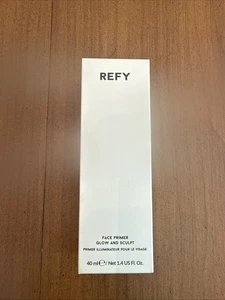 REFY
FACE PRIMER
GLOW AND SCULPT
PRIMER ILLUMINATEUR POUR LE VISAGE
40 ml ℮ / Net 1.4 US Fl. Oz.